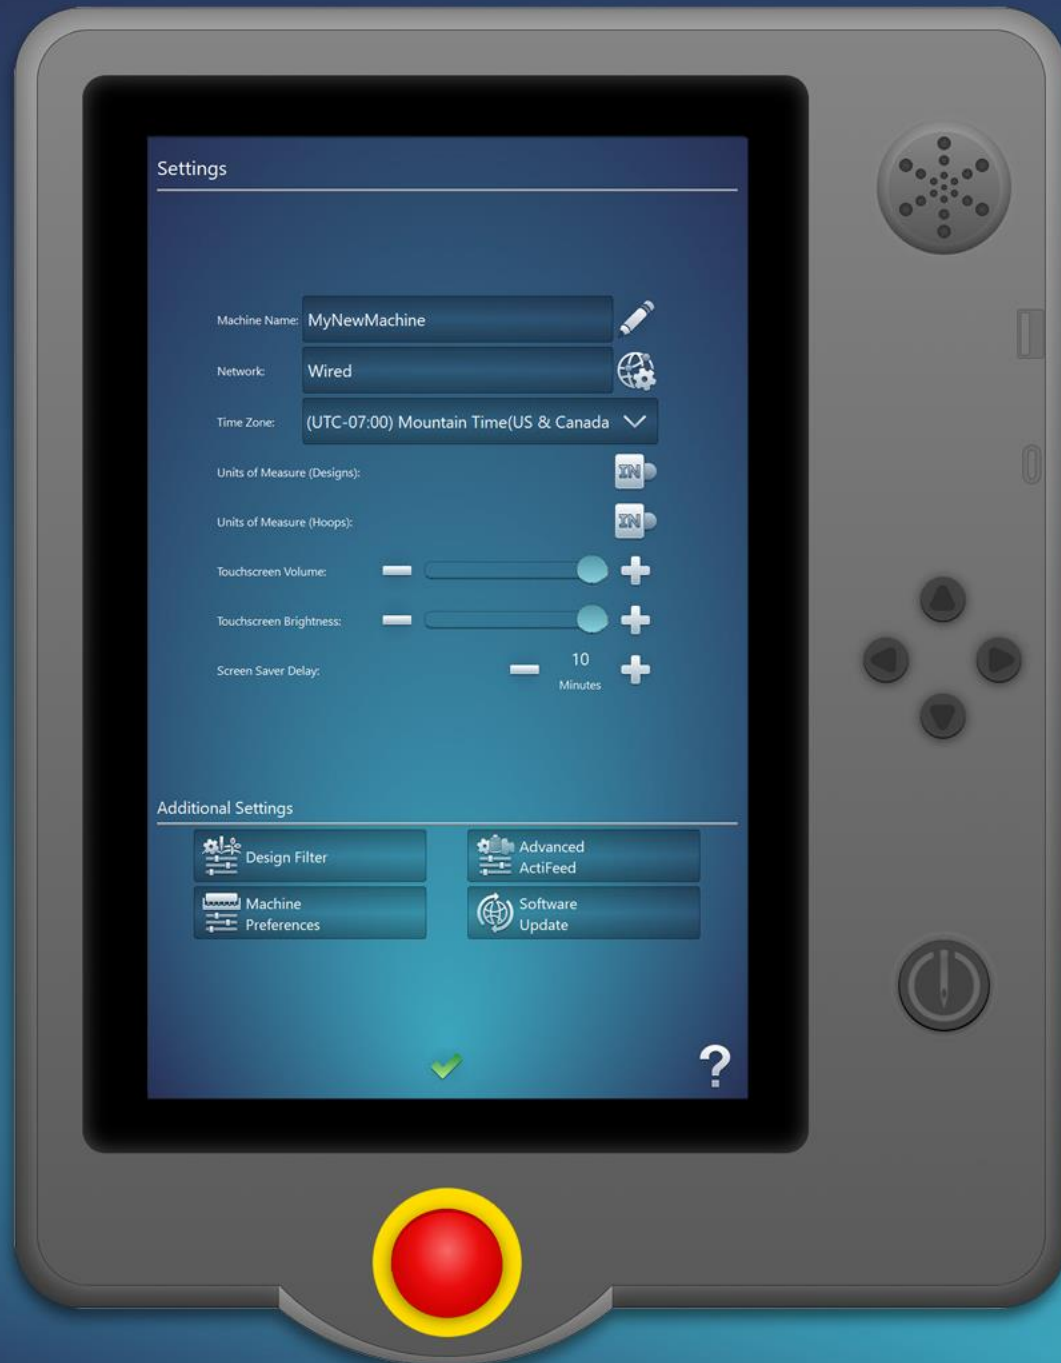 Settings
Machine Name: MyNewMachine
Network: Wired
Time Zone: (UTC-07:00) Mountain Time(US & Canada
Units of Measure (Designs): IN
Units of Measure (Hoops): IN
Touchscreen Volume:
Touchscreen Brightness:
Screen Saver Delay: 10
Minutes
Additional Settings
Design Filter
Advanced
ActiFeed
Machine
Preferences
Software
Update
?